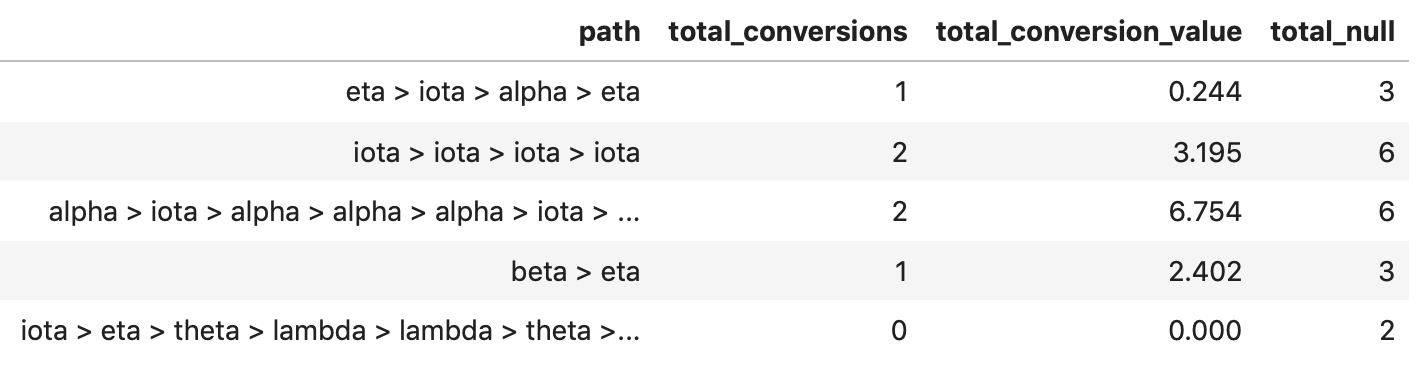 path total_conversions total_conversion_value total_null
eta > iota > alpha > eta 1 0.244 3
iota > iota > iota > iota 2 3.195 6
alpha > iota > alpha > alpha > alpha > iota > ... 2 6.754 6
beta > eta 1 2.402 3
iota > eta > theta > lambda > lambda > theta >... 0 0.000 2